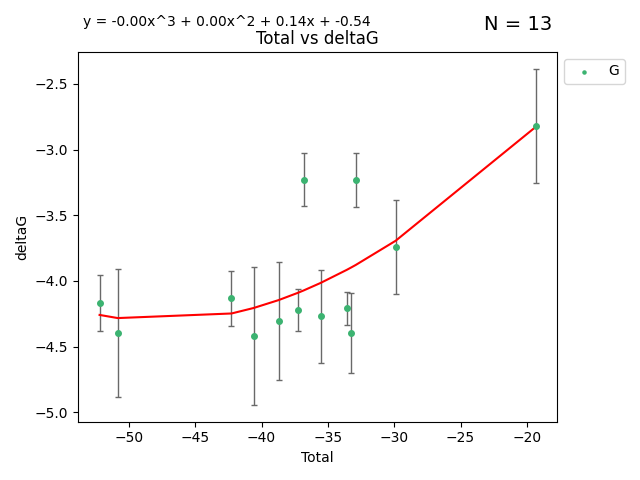 y = -0.00x^3 + 0.00x^2 + 0.14x + -0.54
N = 13
Total vs deltaG
G
−2.5
−3.0
−3.5
−4.0
−4.5
−5.0
deltaG
−50
−45
−40
−35
−30
−25
−20
Total